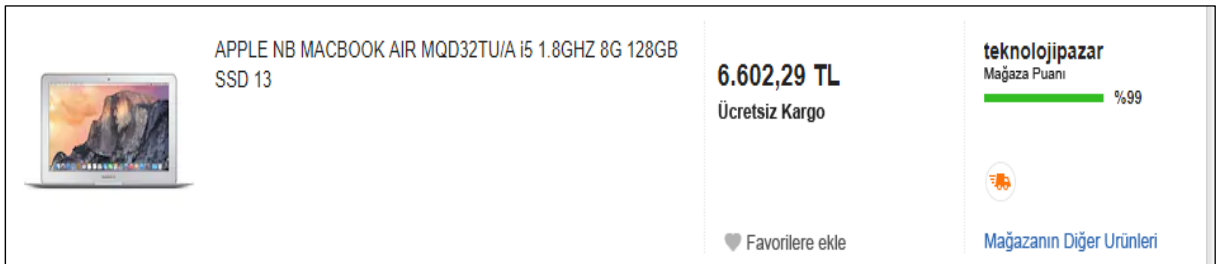 APPLE NB MACBOOK AIR MQD32TU/A i5 1.8GHZ 8G 128GB
SSD 13
6.602,29 TL
Ücretsiz Kargo
Favorilere ekle
teknolojipazar
Mağaza Puanı
%99
Mağazanın Diğer Urünleri